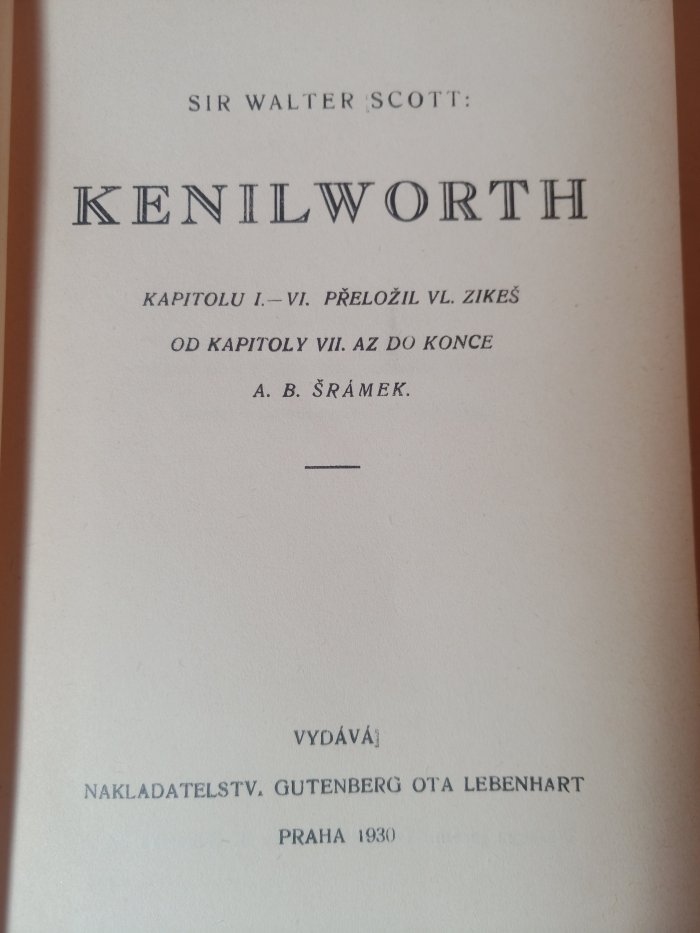 SIR WALTER SCOTT:
KENILWORTH
KAPITOLU I.—VI. PŘELOŽIL VL. ZIKEŠ
OD KAPITOLY VII. AZ DO KONCE
A. B. ŠRÁMEK.
VYDÁVÁ
NAKLADATELSTV. GUTENBERG OTA LEBENHART
PRAHA 1930